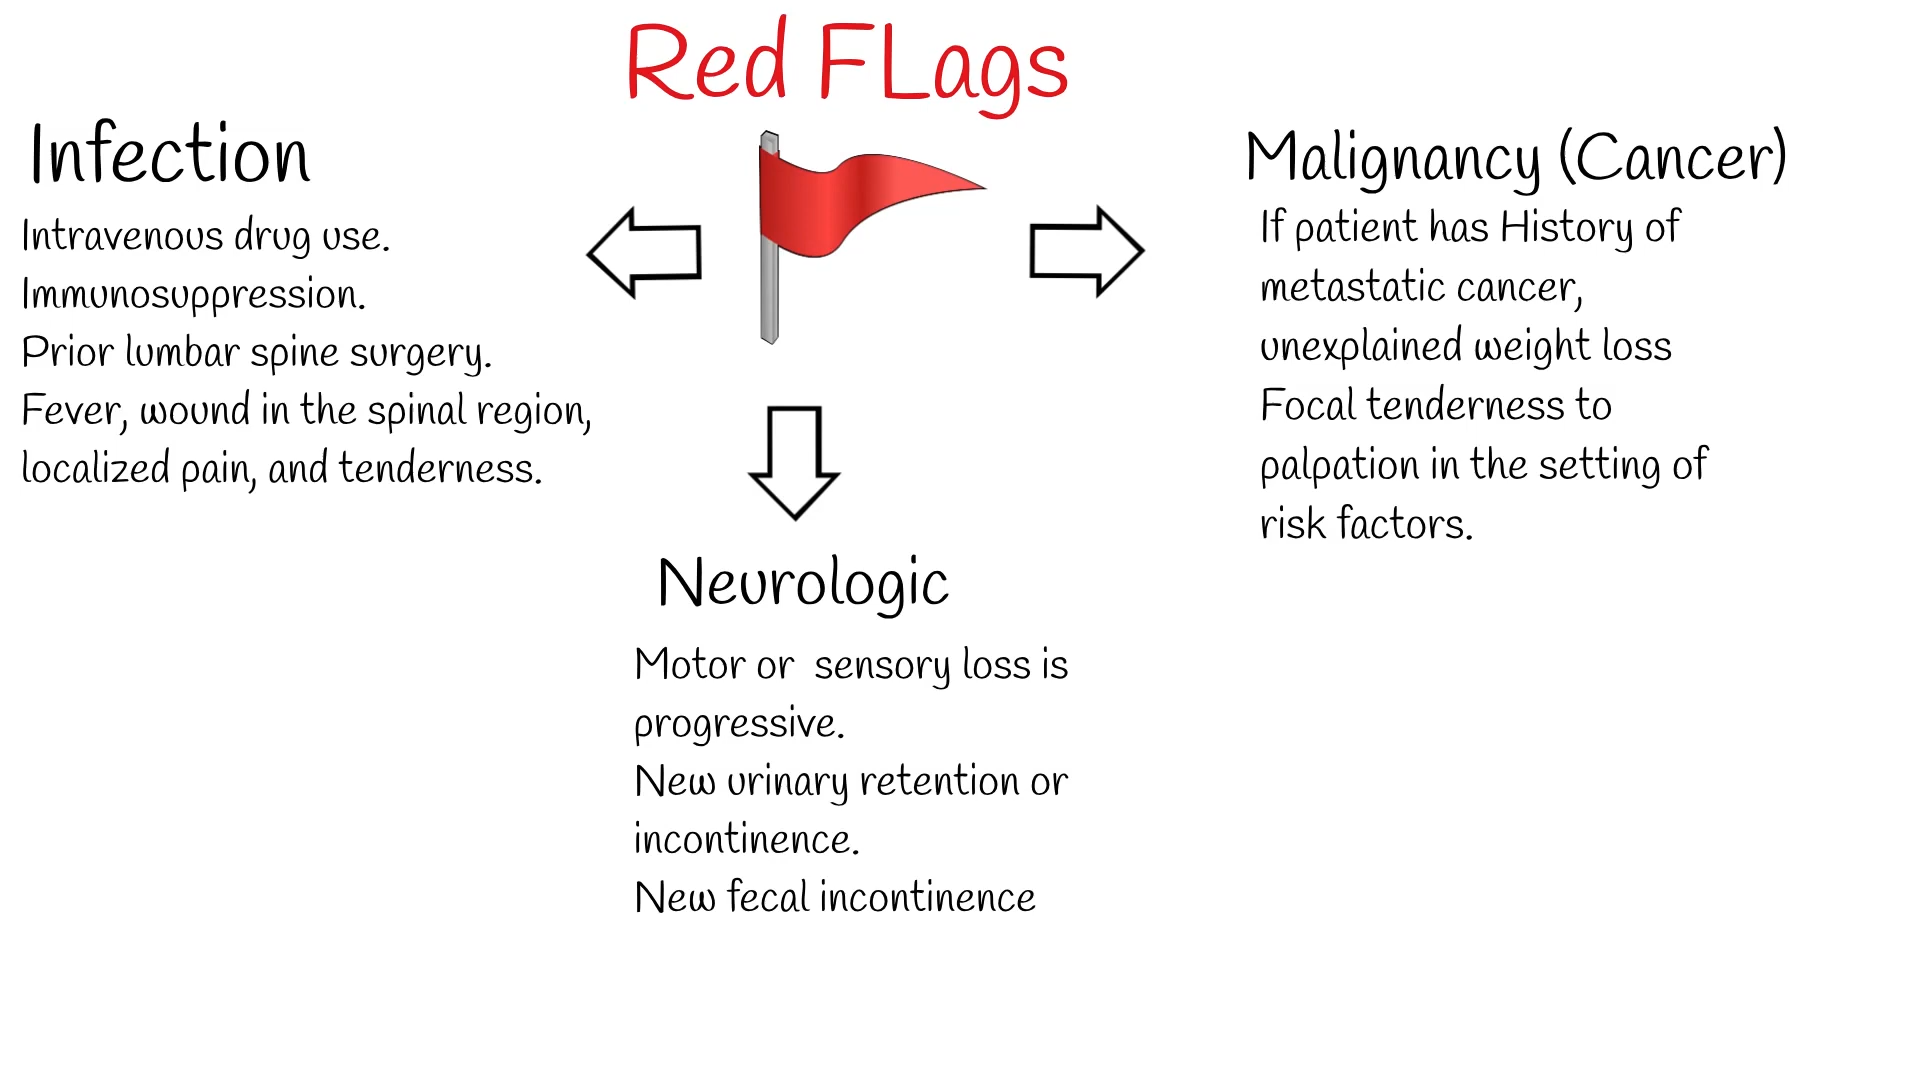 Red FLags
Infection
Intravenous drug use.
Immunosuppression.
Prior lumbar spine surgery.
Fever, wound in the spinal region,
localized pain, and tenderness.
Malignancy (Cancer)
If patient has History of
metastatic cancer,
unexplained weight loss
Focal tenderness to
palpation in the setting of
risk factors.
Neurologic
Motor or  sensory loss is
progressive.
New urinary retention or
incontinence.
New fecal incontinence